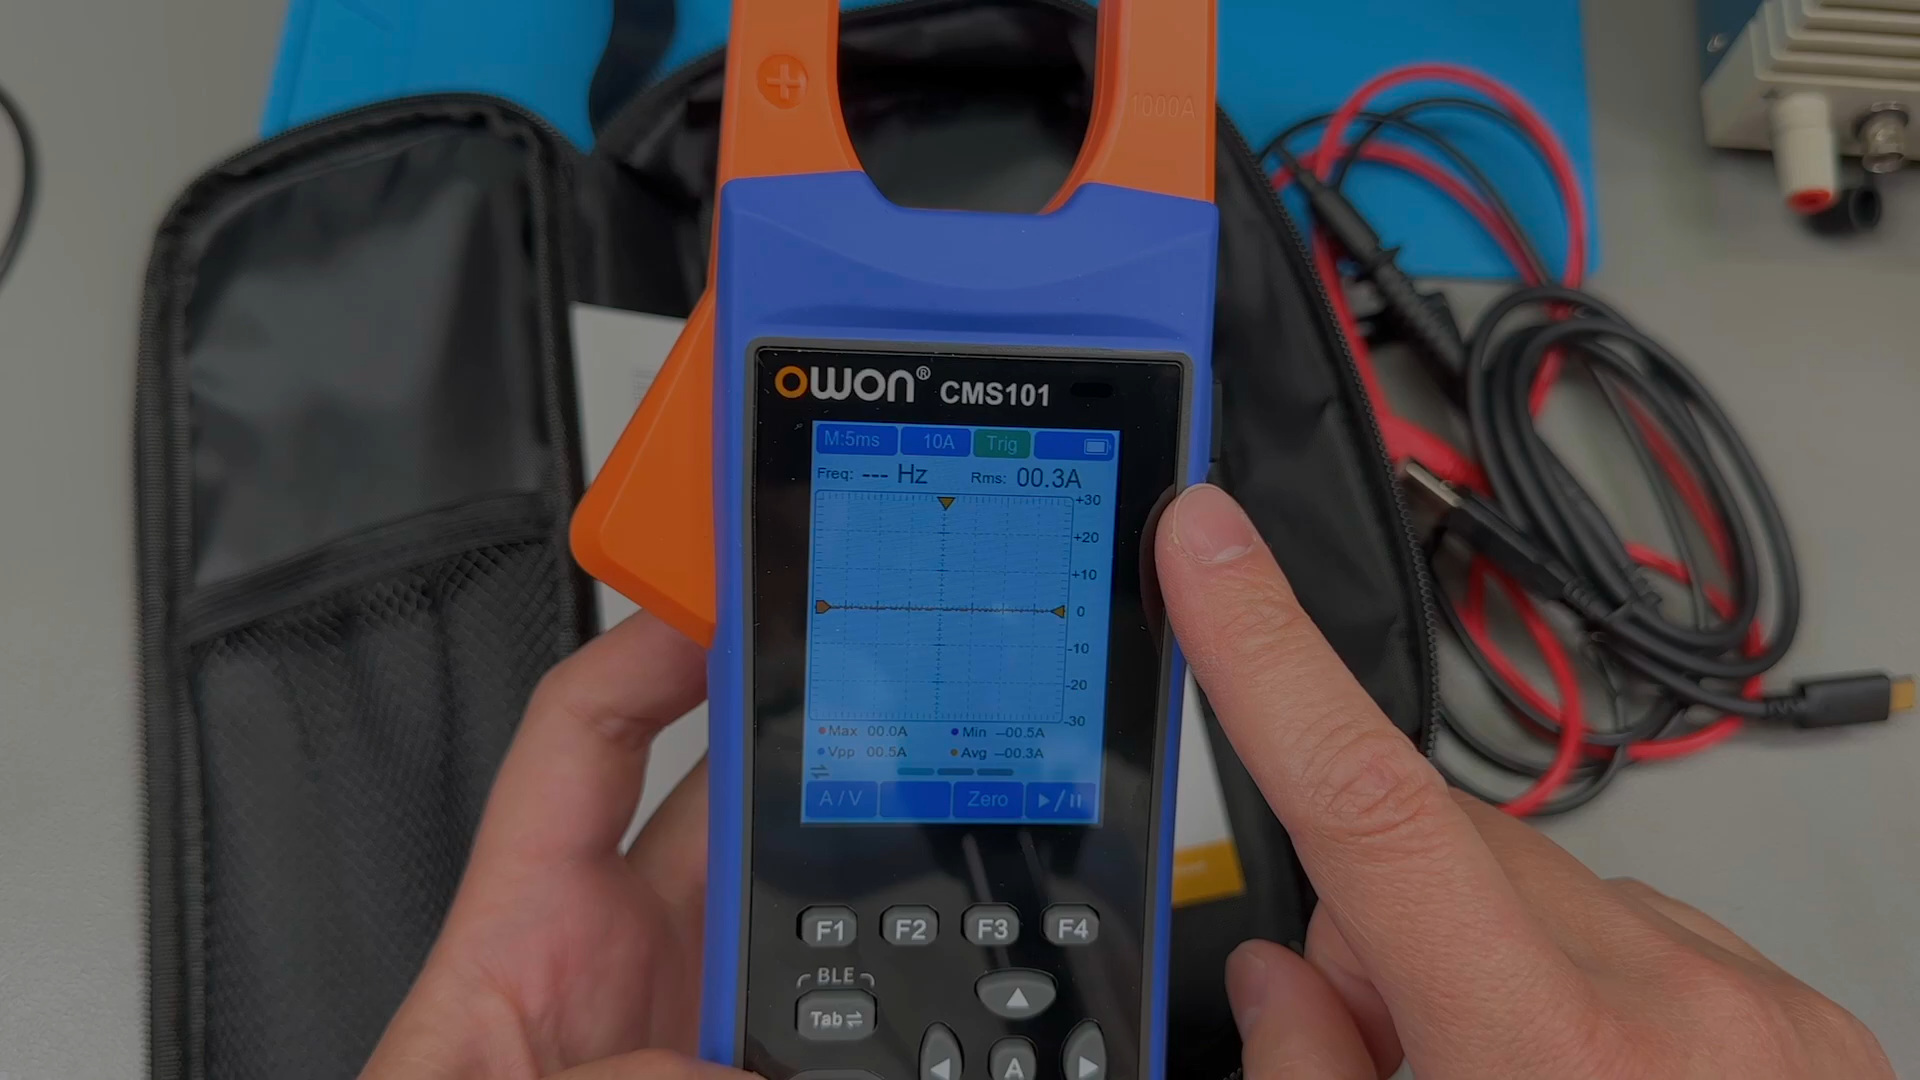 1000A
OWON® CMS101
M:5ms 10A Trig
Freq: --- Hz Rms: 00.3A
+30
+20
+10
0
-10
-20
-30
Max 00.0A Min −00.5A
Vpp 00.5A Avg −00.3A
A/V Zero ▶/II
F1 F2 F3 F4
BLE
Tab
A